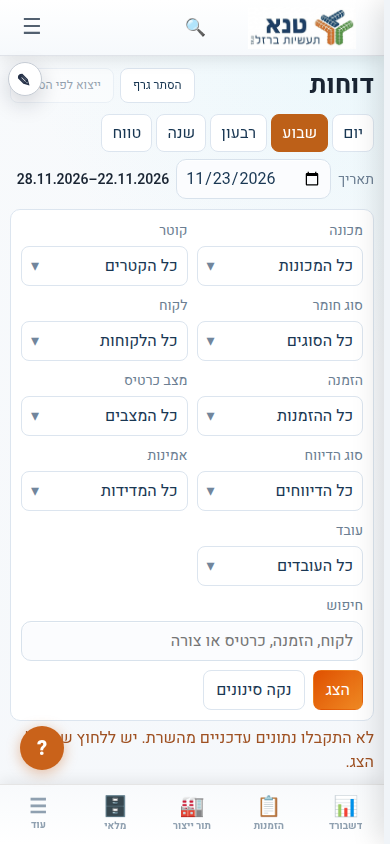 טנא
תעשיות ברזל
דוחות
הסתר גרף
ייצוא לפי
יום
שבוע
רבעון
שנה
טווח
תאריך
11/23/2026
22.11.2026–28.11.2026
מכונה
קוטר
כל המכונות
כל הקטרים
סוג חומר
לקוח
כל הסוגים
כל הלקוחות
הזמנה
מצב כרטיס
כל ההזמנות
כל המצבים
סוג הדיווח
אמינות
כל הדיווחים
כל המדידות
עובד
כל העובדים
חיפוש
לקוח, הזמנה, כרטיס או צורה
הצג
נקה סינונים
לא התקבלו נתונים עדכניים מהשרת. יש ללחוץ
הצג.
?
דשבורד
הזמנות
תור ייצור
מלאי
עוד